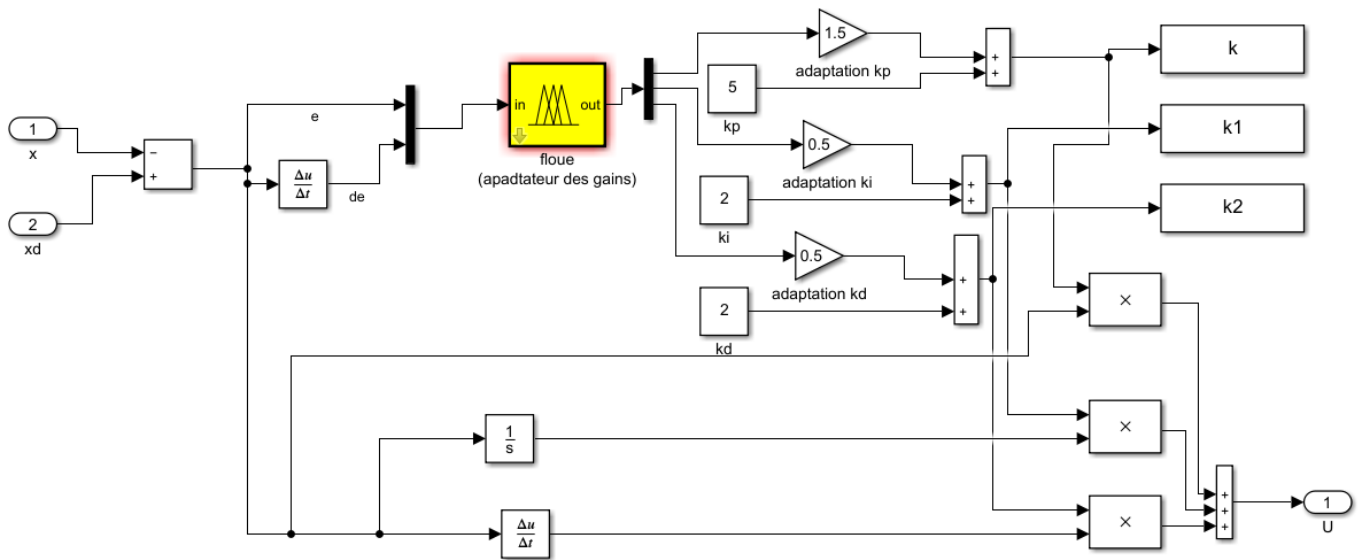 1
x
2
xd
−
+
e
Δu
Δt
de
in
out
floue
(apadtateur des gains)
1.5
adaptation kp
5
kp
+
+
0.5
adaptation ki
2
ki
+
+
0.5
adaptation kd
2
kd
+
+
k
k1
k2
×
×
×
1
s
Δu
Δt
+
+
+
1
U